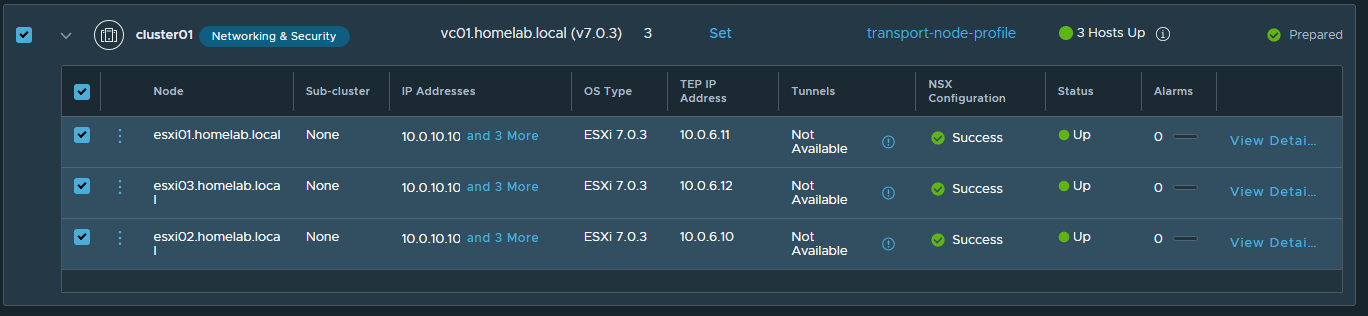 cluster01 Networking & Security vc01.homelab.local (v7.0.3) 3 Set transport-node-profile 3 Hosts Up Prepared
Node Sub-cluster IP Addresses OS Type TEP IP Address Tunnels NSX Configuration Status Alarms
esxi01.homelab.local None 10.0.10.10 and 3 More ESXi 7.0.3 10.0.6.11 Not Available Success Up 0 View Detai...
esxi03.homelab.local None 10.0.10.10 and 3 More ESXi 7.0.3 10.0.6.12 Not Available Success Up 0 View Detai...
esxi02.homelab.local None 10.0.10.10 and 3 More ESXi 7.0.3 10.0.6.10 Not Available Success Up 0 View Detai...